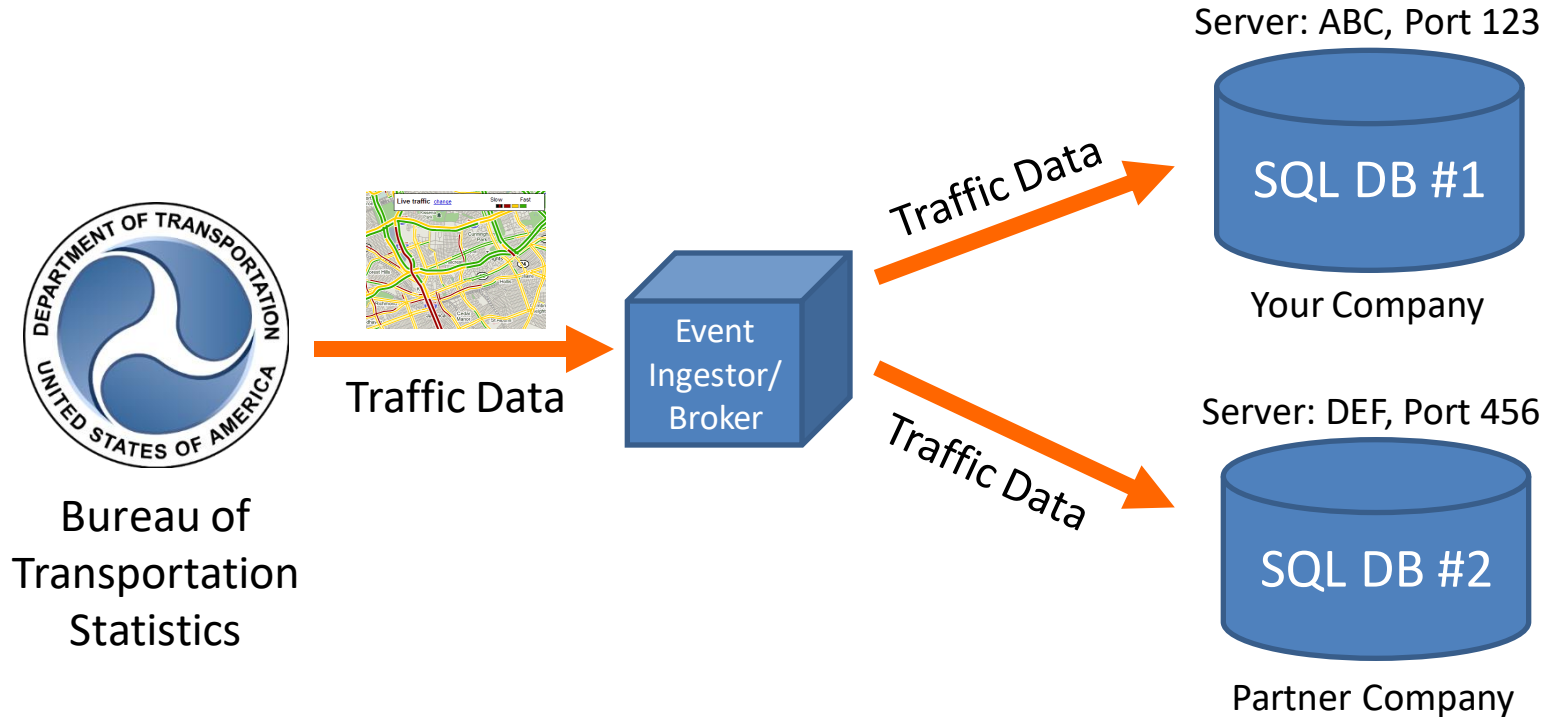 Server: ABC, Port 123
SQL DB #1
Your Company
DEPARTMENT OF TRANSPORTATION
UNITED STATES OF AMERICA
Bureau of
Transportation
Statistics
Live traffic change
Slow Fast
Traffic Data
Event
Ingestor/
Broker
Traffic Data
Traffic Data
Server: DEF, Port 456
SQL DB #2
Partner Company